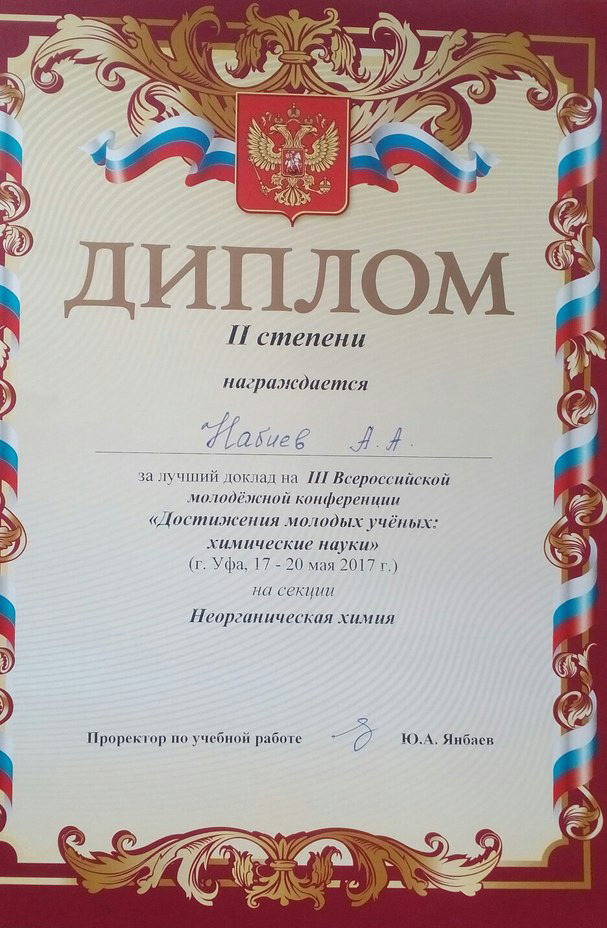 ДИПЛОМ
II степени
награждается
Набиев А.А.
за лучший доклад на III Всероссийской
молодёжной конференции
«Достижения молодых учёных:
химические науки»
(г. Уфа, 17 - 20 мая 2017 г.)
на секции
Неорганическая химия
Проректор по учебной работе Ю.А. Янбаев